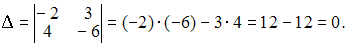 Δ = |−2 3; 4 −6| = (−2)·(−6) − 3·4 = 12 − 12 = 0.